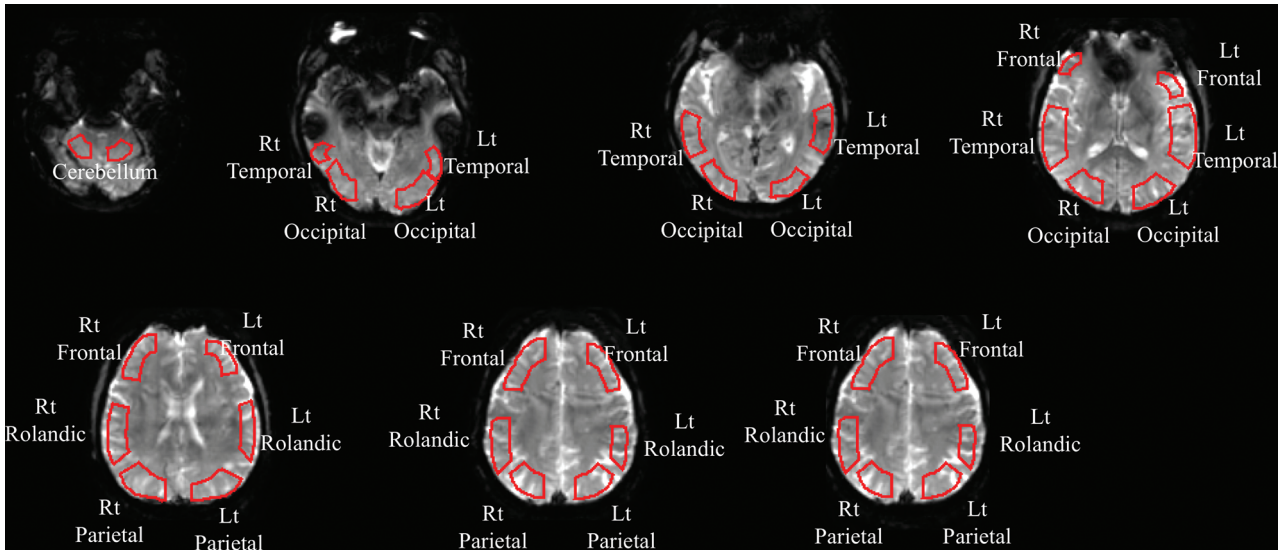 Cerebellum
Rt
Temporal
Lt
Temporal
Rt
Occipital
Lt
Occipital
Rt
Temporal
Lt
Temporal
Rt
Occipital
Lt
Occipital
Rt
Frontal
Lt
Frontal
Rt
Temporal
Lt
Temporal
Rt
Occipital
Lt
Occipital
Rt
Frontal
Lt
Frontal
Rt
Rolandic
Lt
Rolandic
Rt
Parietal
Lt
Parietal
Rt
Frontal
Lt
Frontal
Rt
Rolandic
Lt
Rolandic
Rt
Parietal
Lt
Parietal
Rt
Frontal
Lt
Frontal
Rt
Rolandic
Lt
Rolandic
Rt
Parietal
Lt
Parietal